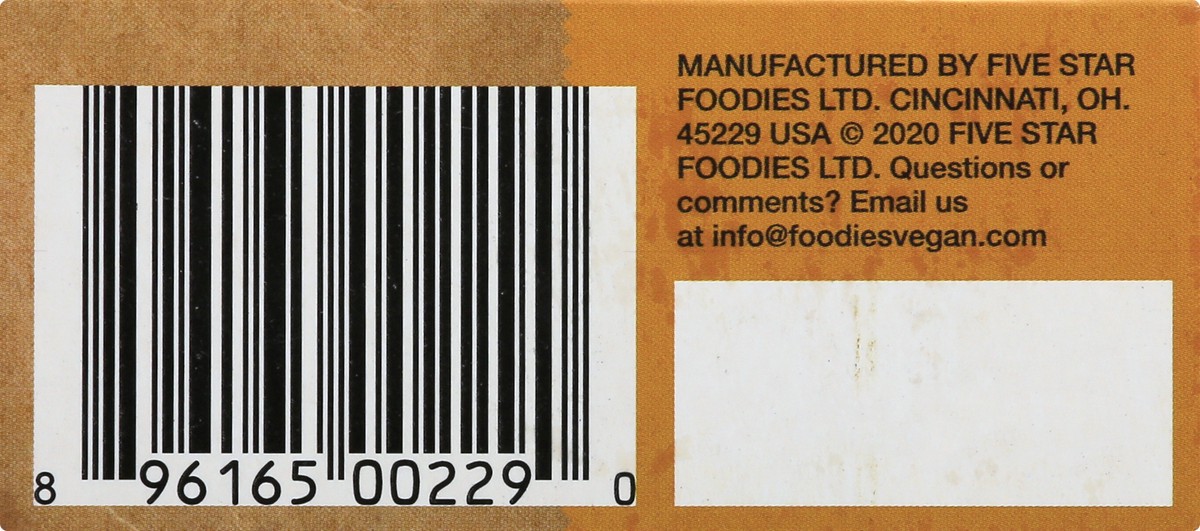 MANUFACTURED BY FIVE STAR
FOODIES LTD. CINCINNATI, OH.
45229 USA © 2020 FIVE STAR
FOODIES LTD. Questions or
comments? Email us
at info@foodiesvegan.com
8 96165 00229 0